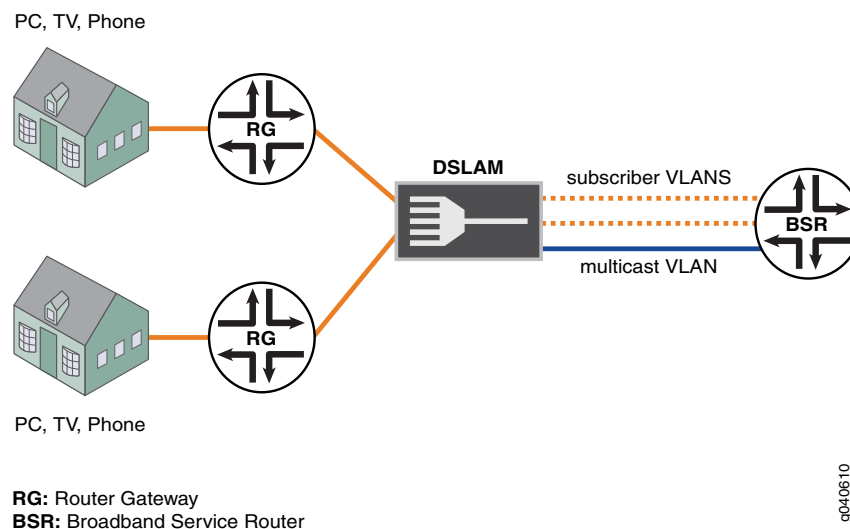 PC, TV, Phone
RG
DSLAM
subscriber VLANS
BSR
multicast VLAN
RG
PC, TV, Phone
RG: Router Gateway
BSR: Broadband Service Router
g040610